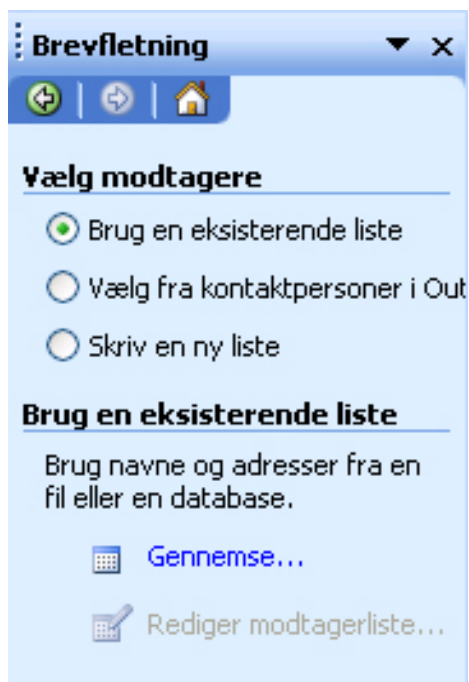 Brevfletning
Vælg modtagere
Brug en eksisterende liste
Vælg fra kontaktpersoner i Out
Skriv en ny liste
Brug en eksisterende liste
Brug navne og adresser fra en
fil eller en database.
Gennemse...
Rediger modtagerliste...